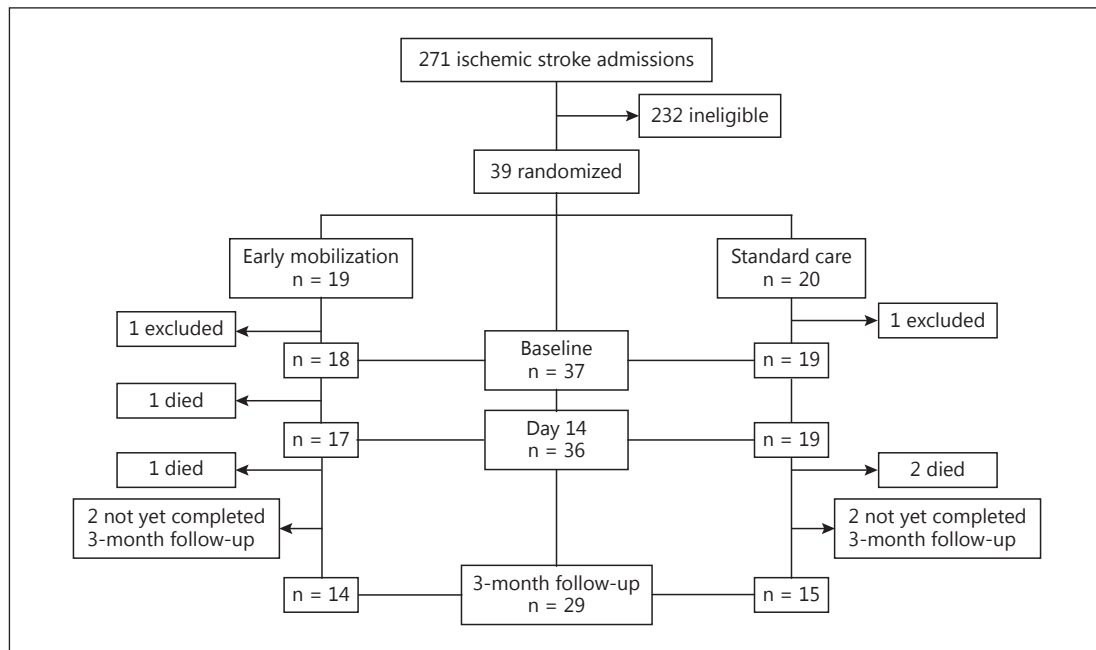 271 ischemic stroke admissions
232 ineligible
39 randomized
Early mobilization
n = 19
Standard care
n = 20
1 excluded
1 excluded
n = 18
Baseline
n = 37
n = 19
1 died
n = 17
Day 14
n = 36
n = 19
1 died
2 died
2 not yet completed
3-month follow-up
2 not yet completed
3-month follow-up
n = 14
3-month follow-up
n = 29
n = 15